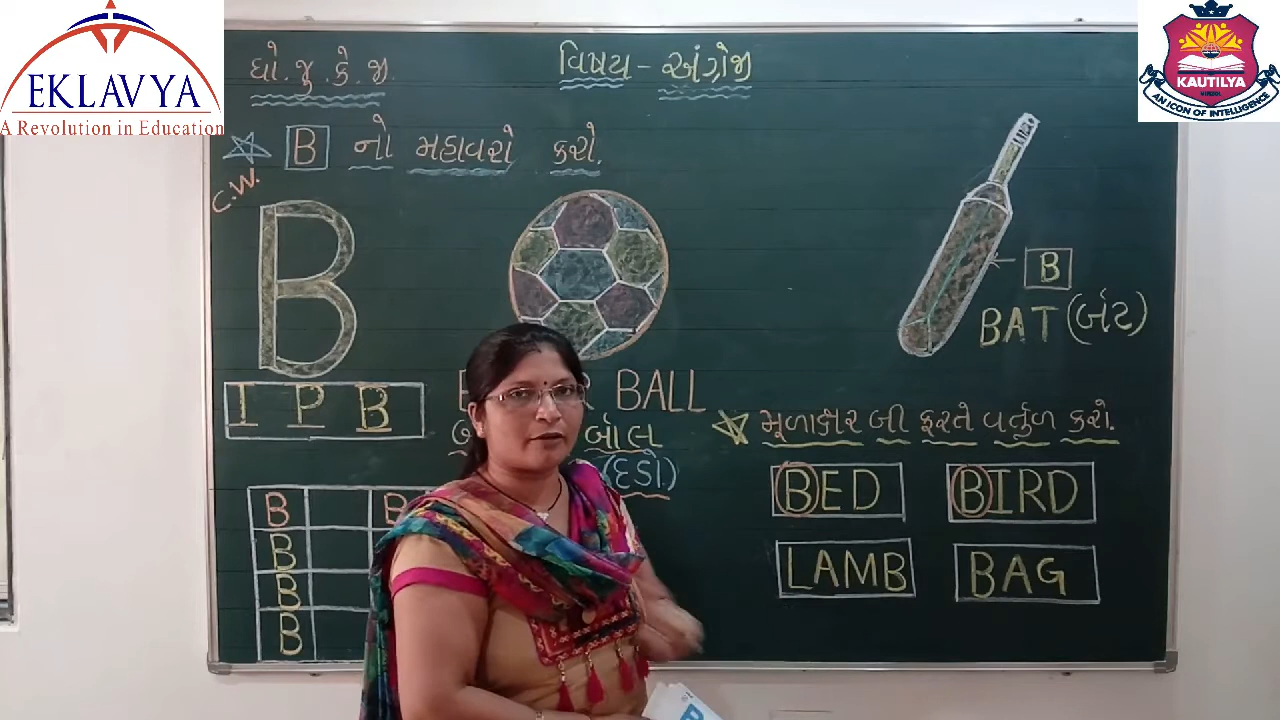 EKLAVYA
A Revolution in Education
KAUTILYA
AN ICON OF INTELLIGENCE
ધો. જુ. કે. જી.
વિષય - અંગ્રેજી
B નો મહાવરો કરો.
C.W.
B
B
BAT (બેટ)
I P B
BALL
બોલ
(દડો)
મૂળાક્ષર બી ફરતે વર્તુળ કરો.
BED BIRD
LAMB BAG
B B
B
B
B